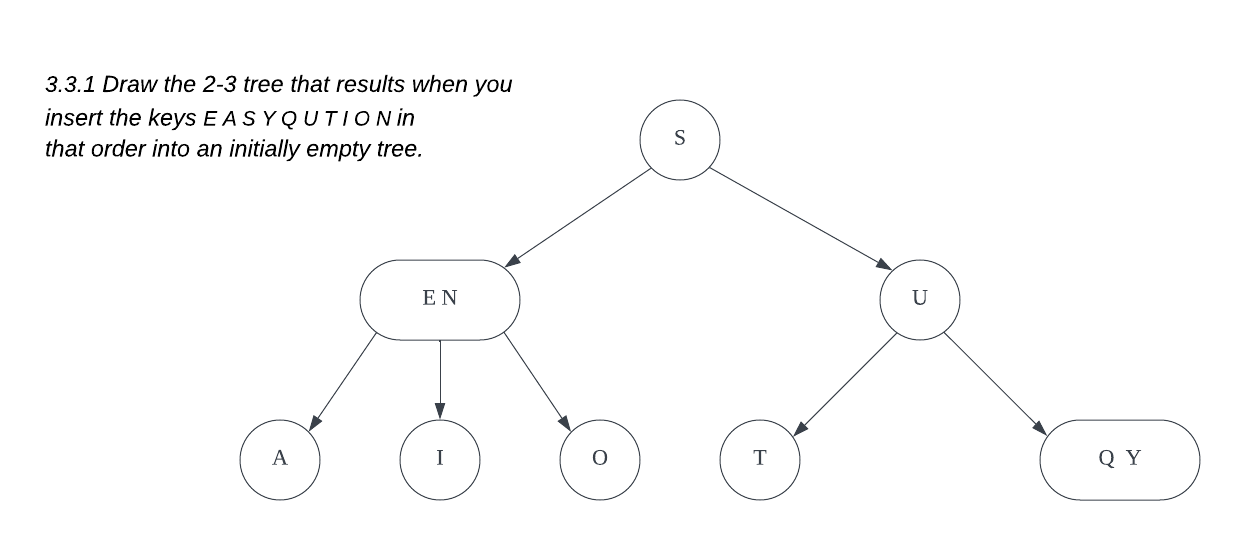 3.3.1 Draw the 2-3 tree that results when you
insert the keys E A S Y Q U T I O N in
that order into an initially empty tree.
S
E N
U
A
I
O
T
Q Y